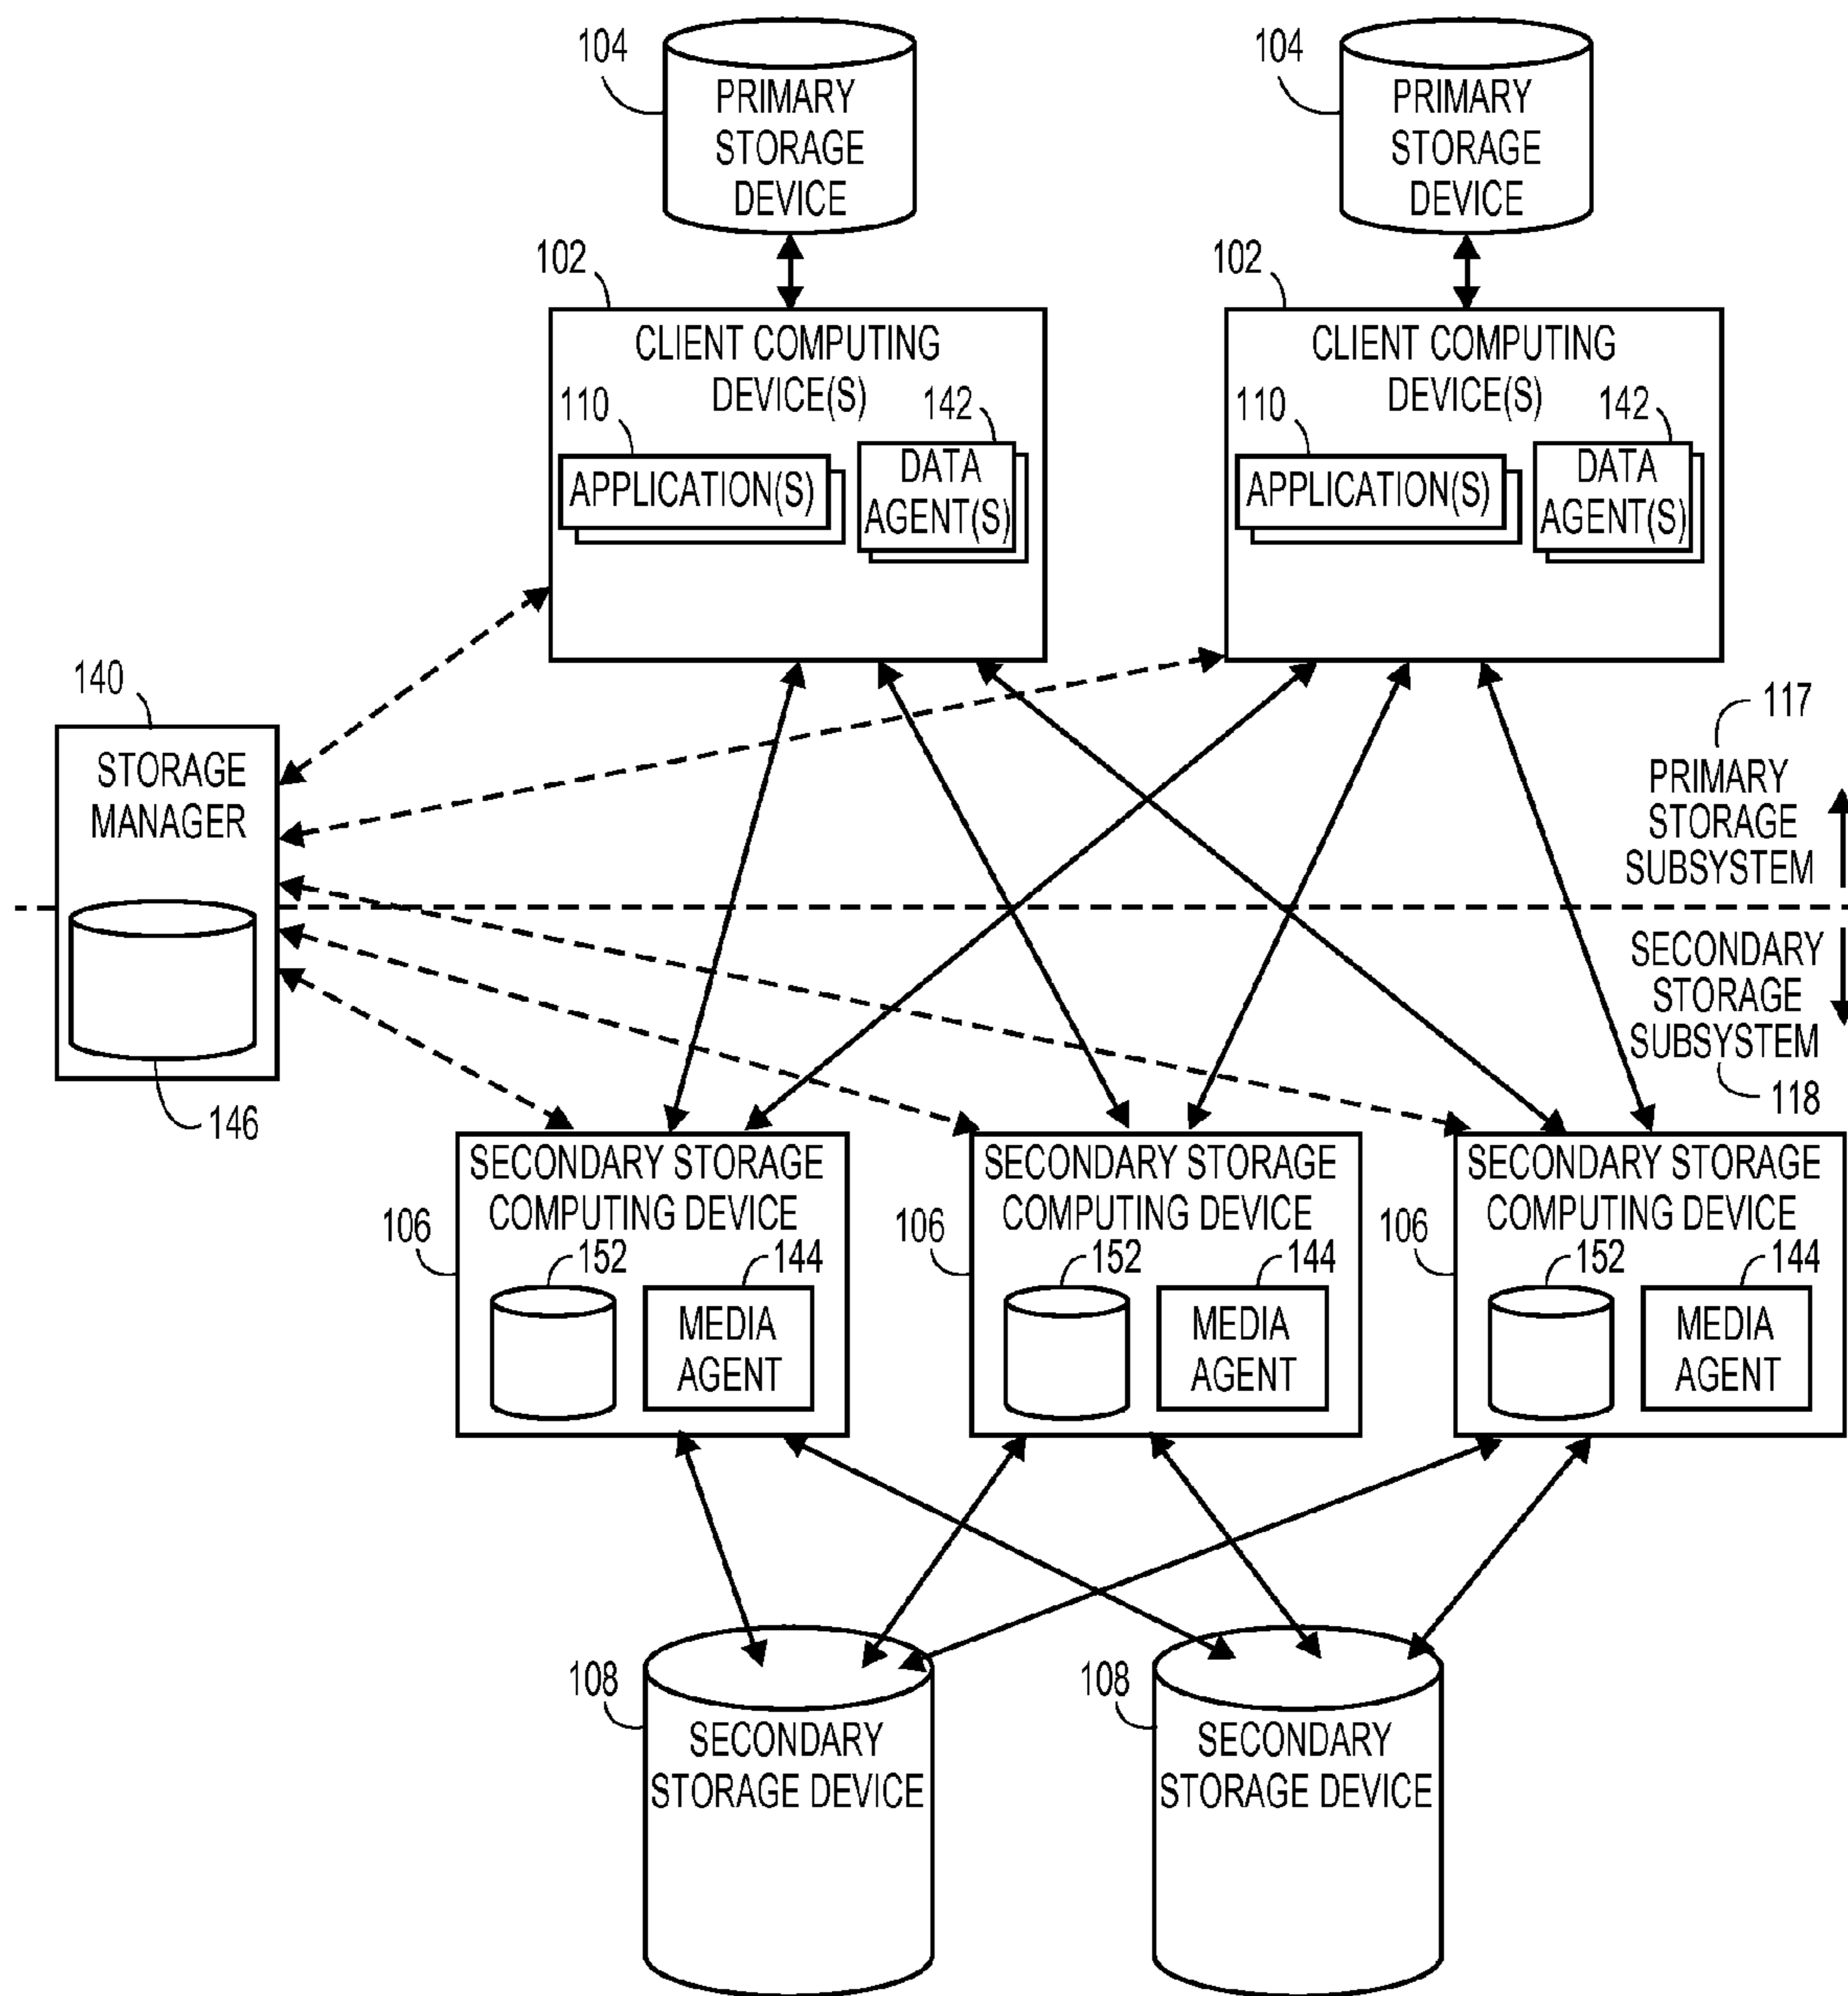 104
PRIMARY
STORAGE
DEVICE
104
PRIMARY
STORAGE
DEVICE
102
CLIENT COMPUTING
DEVICE(S)
110
142
APPLICATION(S)
DATA
AGENT(S)
102
CLIENT COMPUTING
DEVICE(S)
110
142
APPLICATION(S)
DATA
AGENT(S)
140
STORAGE
MANAGER
146
117
PRIMARY
STORAGE
SUBSYSTEM
SECONDARY
STORAGE
SUBSYSTEM
118
106
SECONDARY STORAGE
COMPUTING DEVICE
152
144
MEDIA
AGENT
106
SECONDARY STORAGE
COMPUTING DEVICE
152
144
MEDIA
AGENT
106
SECONDARY STORAGE
COMPUTING DEVICE
152
144
MEDIA
AGENT
108
SECONDARY
STORAGE DEVICE
108
SECONDARY
STORAGE DEVICE